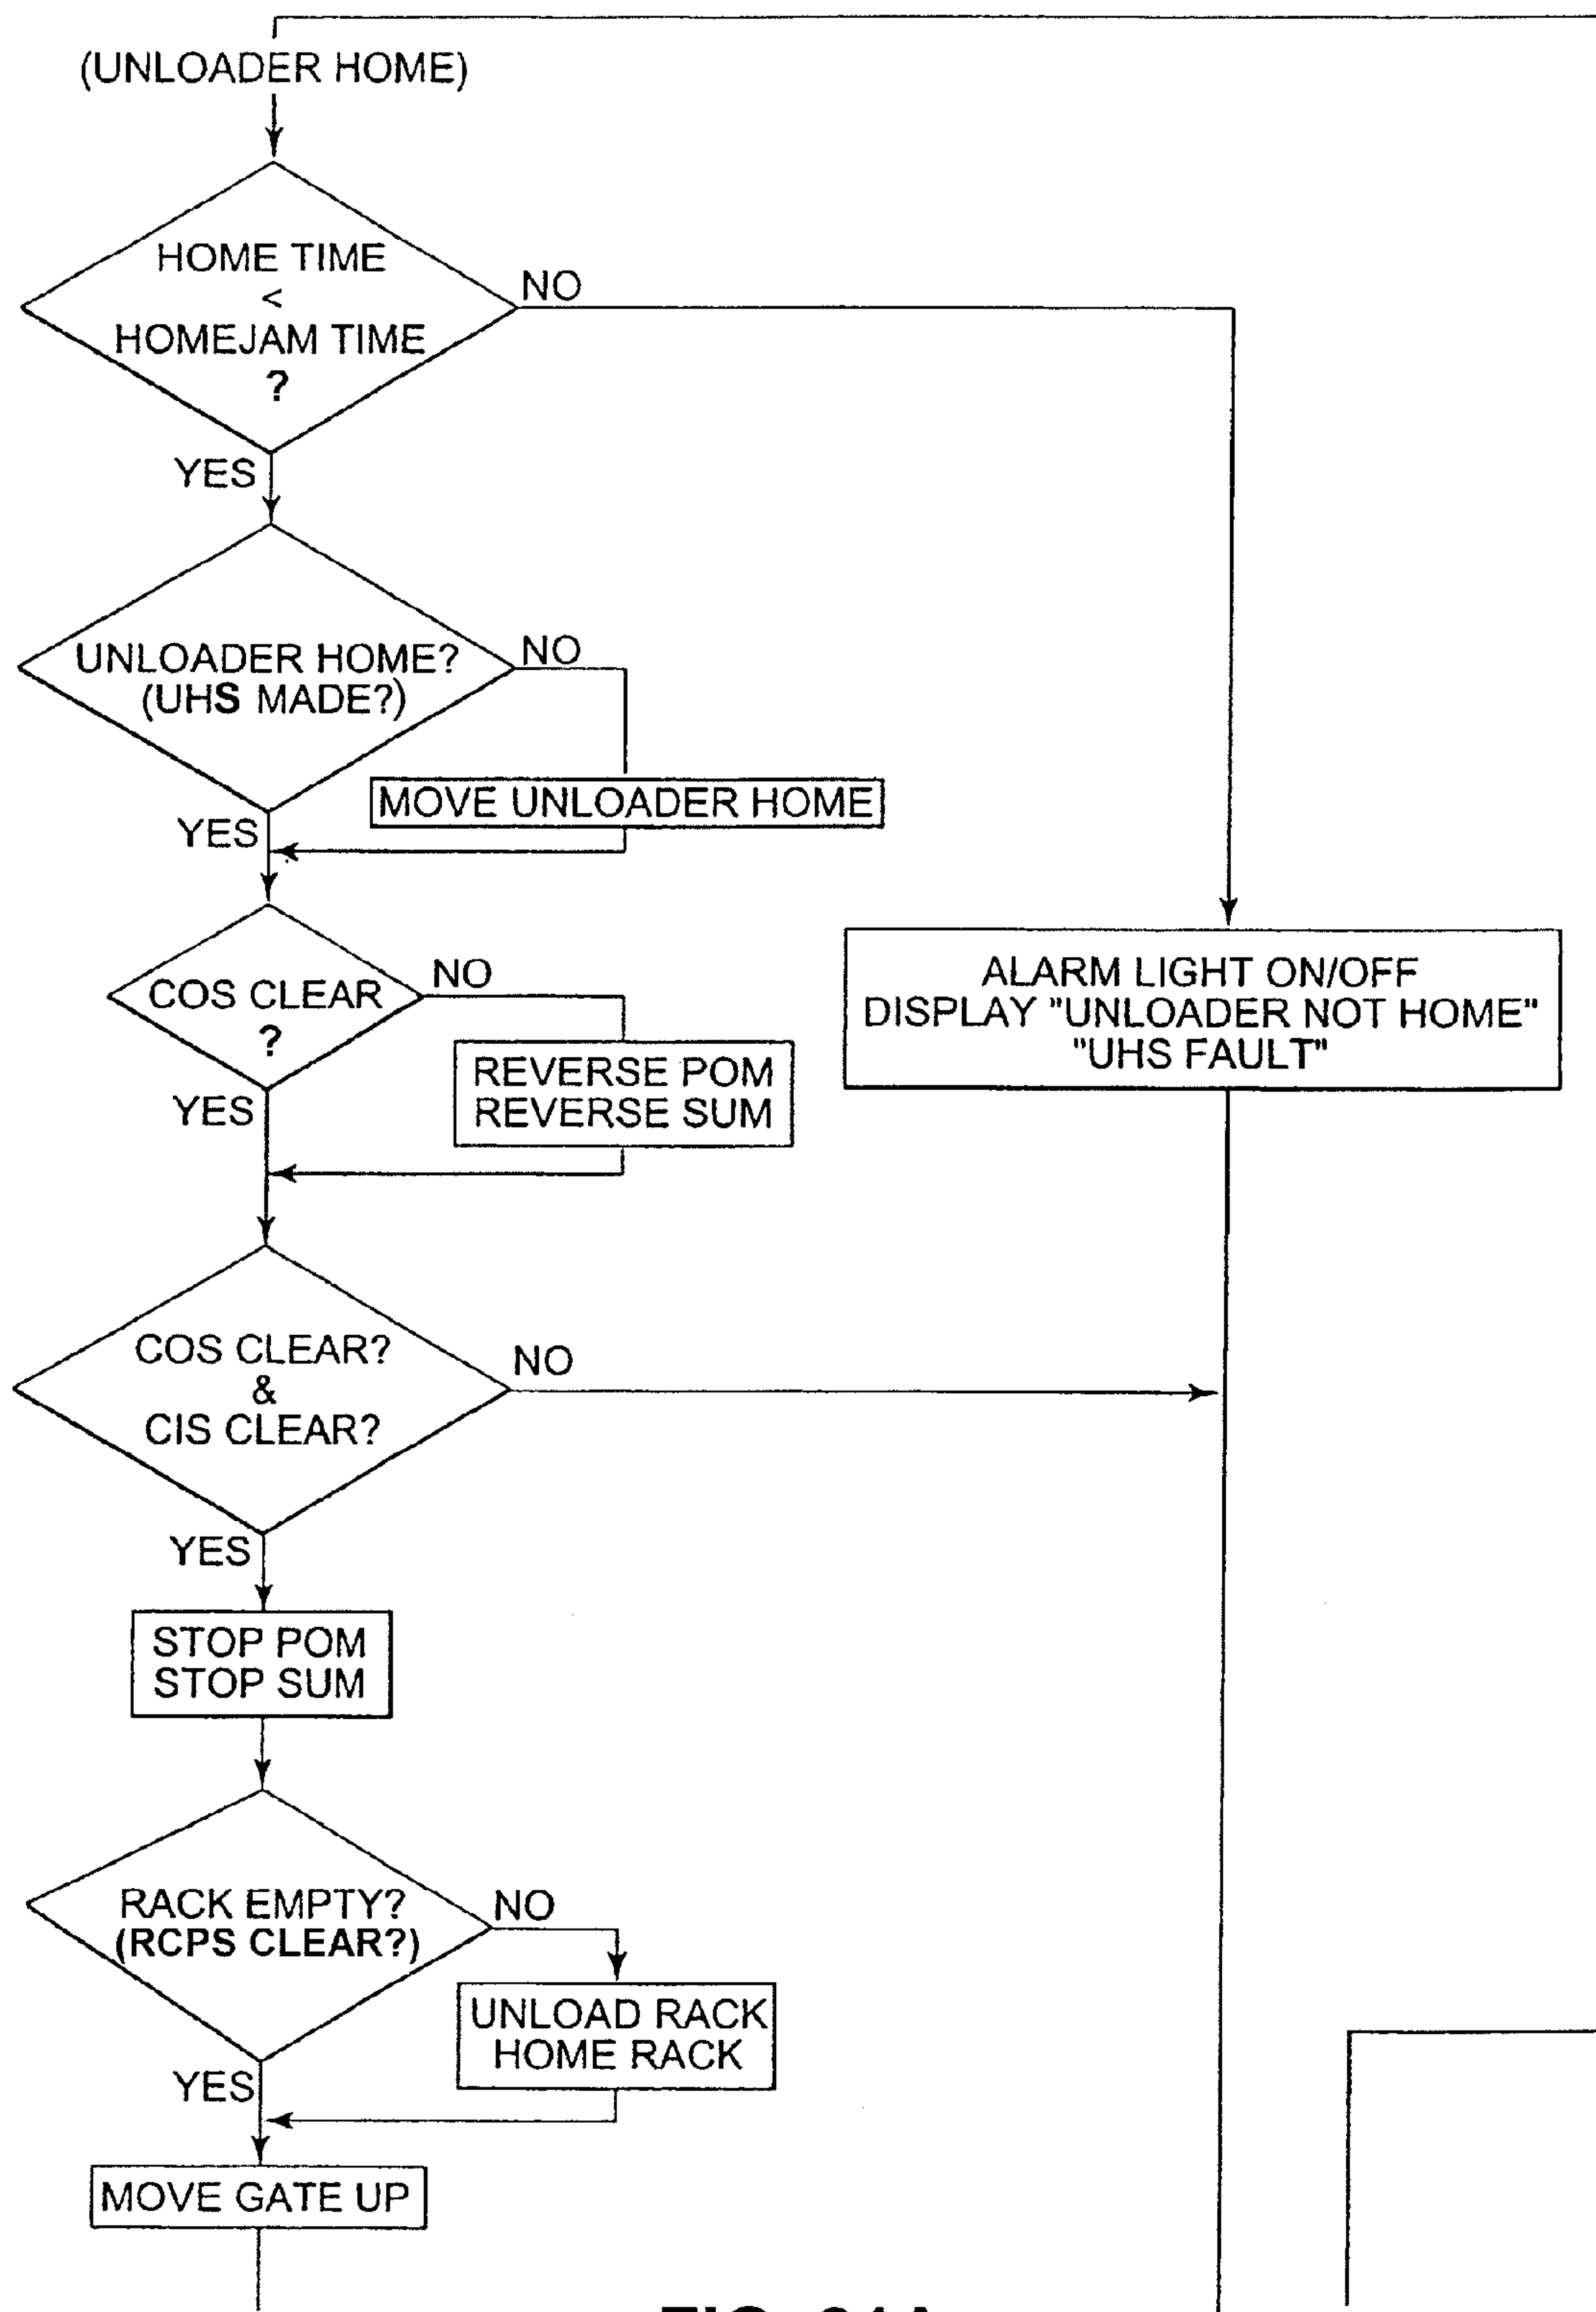 (UNLOADER HOME)
HOME TIME
<
HOMEJAM TIME
?
NO
YES
UNLOADER HOME?
(UHS MADE?)
NO
MOVE UNLOADER HOME
YES
COS CLEAR
?
NO
REVERSE POM
REVERSE SUM
YES
ALARM LIGHT ON/OFF
DISPLAY "UNLOADER NOT HOME"
"UHS FAULT"
COS CLEAR?
&
CIS CLEAR?
NO
YES
STOP POM
STOP SUM
RACK EMPTY?
(RCPS CLEAR?)
NO
UNLOAD RACK
HOME RACK
YES
MOVE GATE UP